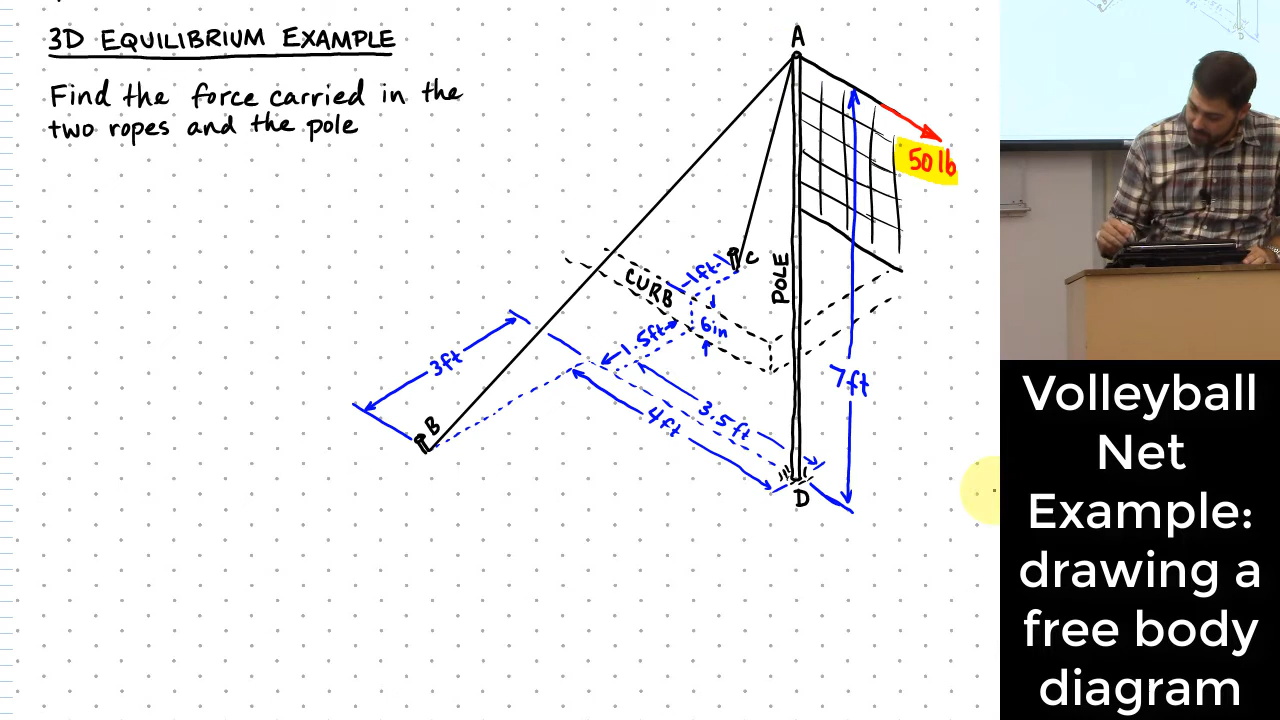 3D EQUILIBRIUM EXAMPLE
Find the force carried in the
two ropes and the pole
A
50 lb
C
1ft
CURB
POLE
6in
1.5ft
3ft
7ft
B
3.5ft
4ft
D
Volleyball
Net
Example:
drawing a
free body
diagram